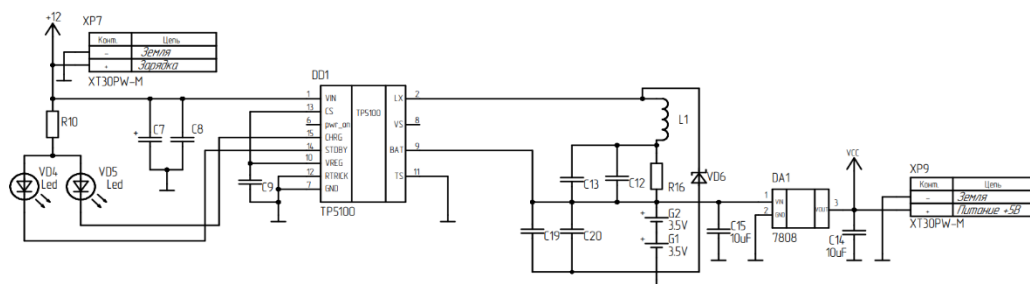 +12
XP7
Конт. Цепь
- Земля
+ Зарядка
XT30PW-M
R10
C7
C8
VD4
Led
VD5
Led
DD1
1 VIN
13 CS
6 pwr_on
15 CHRG
14 STDBY
10 VREG
12 RTRICK
7 GND
TP5100
LX 2
VS 8
BAT 9
TS 11
TP5100
C9
L1
C13
C12
R16
VD6
C19
C20
G2
3.5V
G1
3.5V
C15
10uF
DA1
1 VIN
2 GND
VOUT 3
7808
VCC
C14
10uF
XP9
Конт. Цепь
- Земля
+ Питание +5В
XT30PW-M